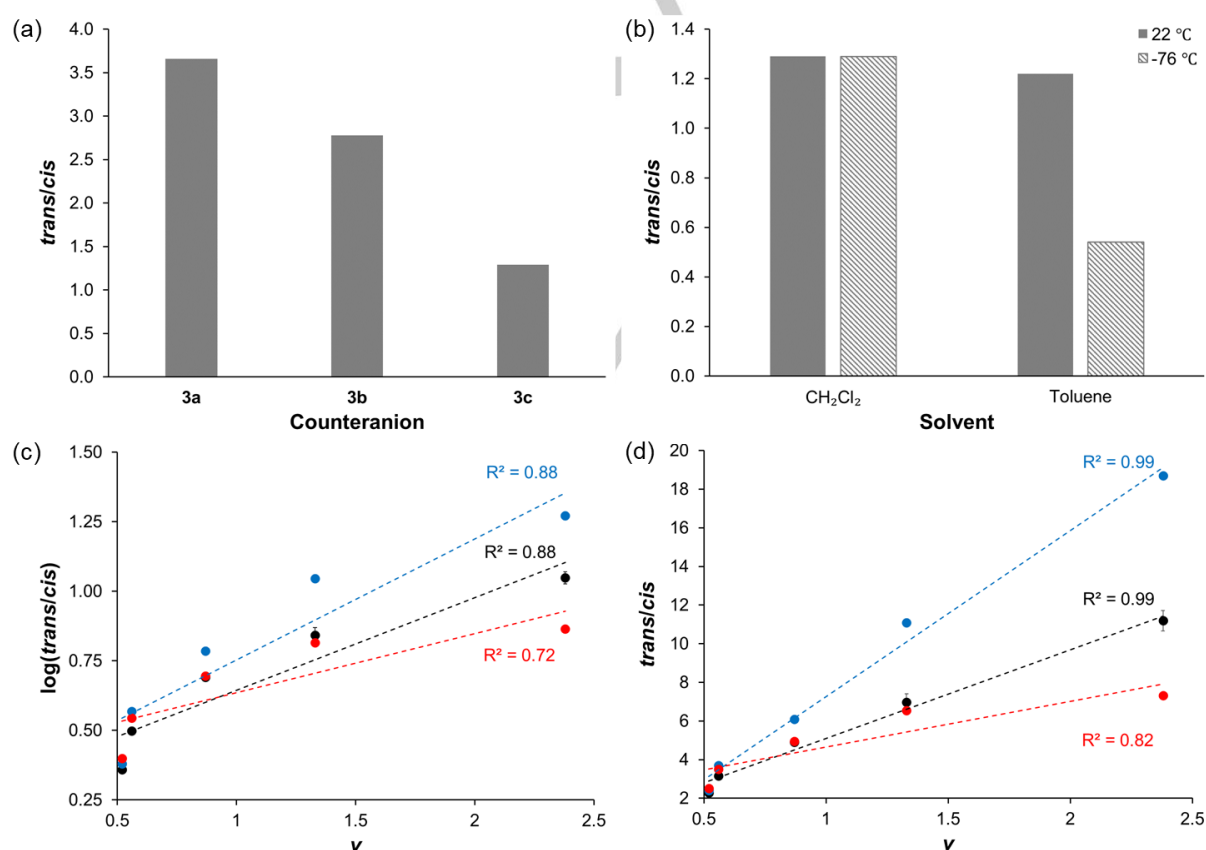 (a)
4.0
3.5
3.0
2.5
2.0
1.5
1.0
0.5
0.0
trans/cis
3a 3b 3c
Counteranion
(b)
1.4
1.2
1.0
0.8
0.6
0.4
0.2
0.0
trans/cis
22 °C
-76 °C
CH₂Cl₂ Toluene
Solvent
(c)
1.50
1.25
1.00
0.75
0.50
0.25
log(trans/cis)
R² = 0.88
R² = 0.88
R² = 0.72
0.5 1 1.5 2 2.5
(d)
20
18
16
14
12
10
8
6
4
2
trans/cis
R² = 0.99
R² = 0.99
R² = 0.82
0.5 1 1.5 2 2.5